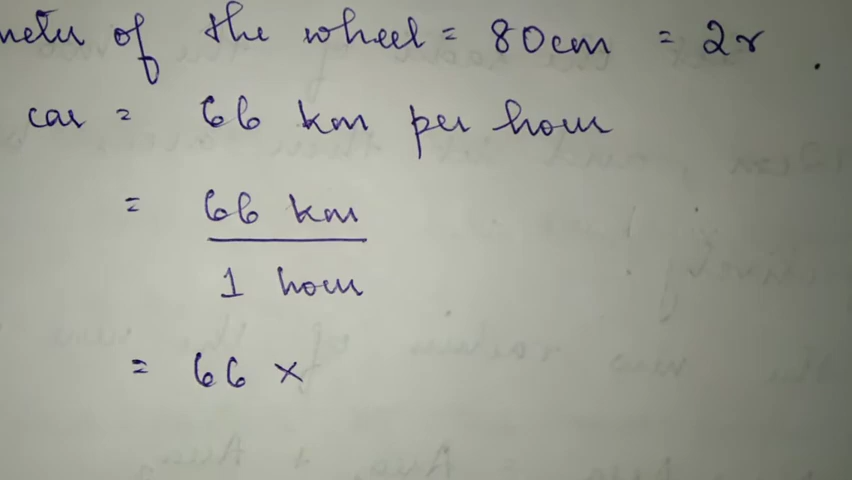 of the wheel = 80cm = 2r
car = 66 km per hour
= 66 km
1 hour
= 66 ×